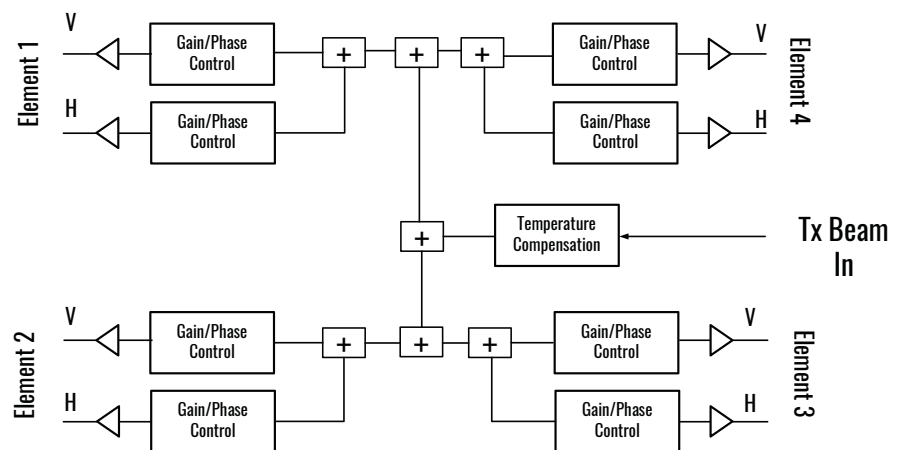 V
Element 1
Gain/Phase
Control
+
+
+
Gain/Phase
Control
V
Element 4
H
Gain/Phase
Control
Gain/Phase
Control
H
+
Temperature
Compensation
Tx Beam
In
V
Element 2
Gain/Phase
Control
+
+
+
Gain/Phase
Control
V
Element 3
H
Gain/Phase
Control
Gain/Phase
Control
H